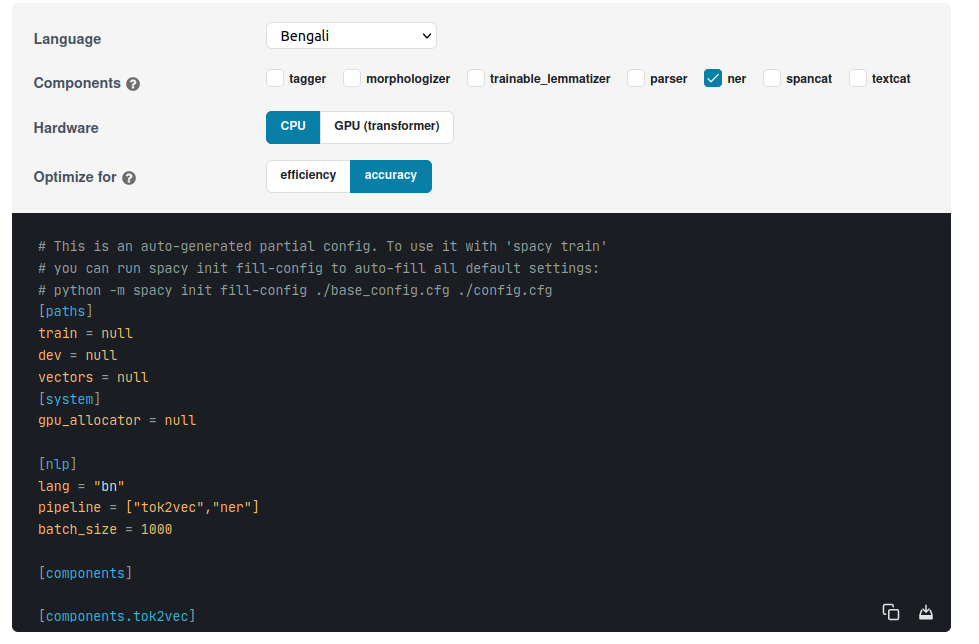 Language Bengali
Components ? tagger morphologizer trainable_lemmatizer parser ner spancat textcat
Hardware CPU GPU (transformer)
Optimize for ? efficiency accuracy
# This is an auto-generated partial config. To use it with 'spacy train'
# you can run spacy init fill-config to auto-fill all default settings:
# python -m spacy init fill-config ./base_config.cfg ./config.cfg
[paths]
train = null
dev = null
vectors = null
[system]
gpu_allocator = null
[nlp]
lang = "bn"
pipeline = ["tok2vec","ner"]
batch_size = 1000
[components]
[components.tok2vec]